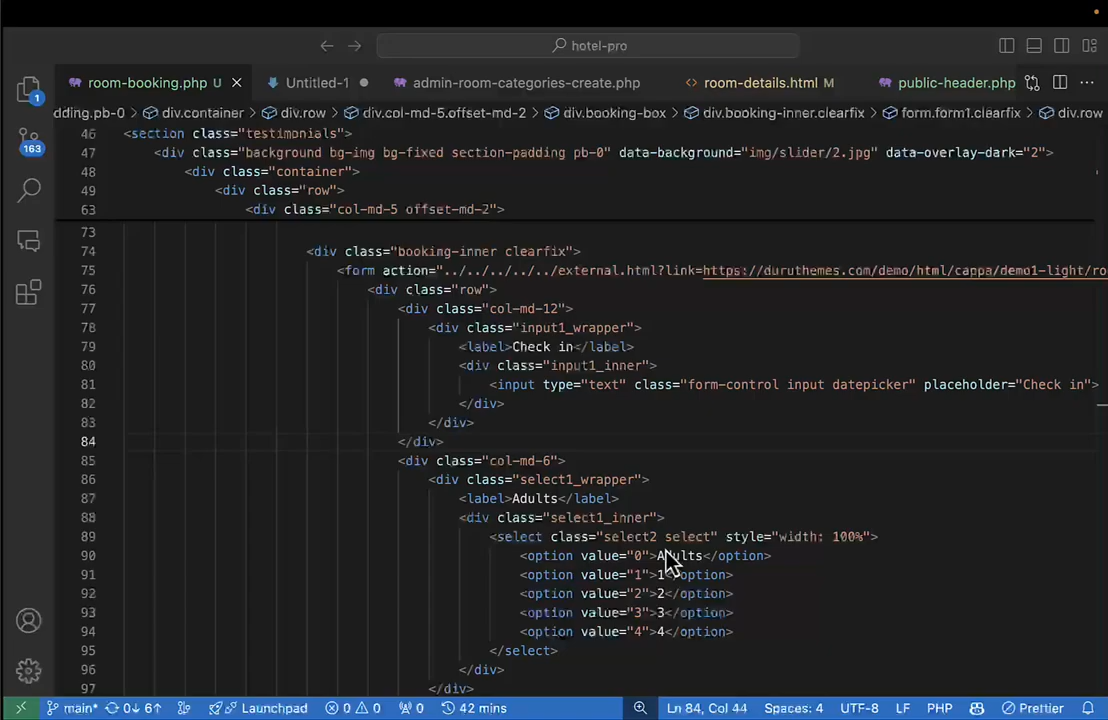 hotel-pro
room-booking.php U
Untitled-1
admin-room-categories-create.php
room-details.html M
public-header.php
1
dding.pb-0 > div.container > div.row > div.col-md-5.offset-md-2 > div.booking-box > div.booking-inner.clearfix > form.form1.clearfix > div.row
163
46 <section class="testimonials">
47 <div class="background bg-img bg-fixed section-padding pb-0" data-background="img/slider/2.jpg" data-overlay-dark="2">
48 <div class="container">
49 <div class="row">
63 <div class="col-md-5 offset-md-2">
73
74 <div class="booking-inner clearfix">
75 <form action="../../../../../external.html?link=https://duruthemes.com/demo/html/cappa/demo1-light/ro
76 <div class="row">
77 <div class="col-md-12">
78 <div class="input1_wrapper">
79 <label>Check in</label>
80 <div class="input1_inner">
81 <input type="text" class="form-control input datepicker" placeholder="Check in">
82 </div>
83 </div>
84 </div>
85 <div class="col-md-6">
86 <div class="select1_wrapper">
87 <label>Adults</label>
88 <div class="select1_inner">
89 <select class="select2 select" style="width: 100%">
90 <option value="0">Adults</option>
91 <option value="1">1</option>
92 <option value="2">2</option>
93 <option value="3">3</option>
94 <option value="4">4</option>
95 </select>
96 </div>
97 </div>
main* 0↓ 6↑ Launchpad 0 0 0 42 mins Ln 84, Col 44 Spaces: 4 UTF-8 LF PHP Prettier